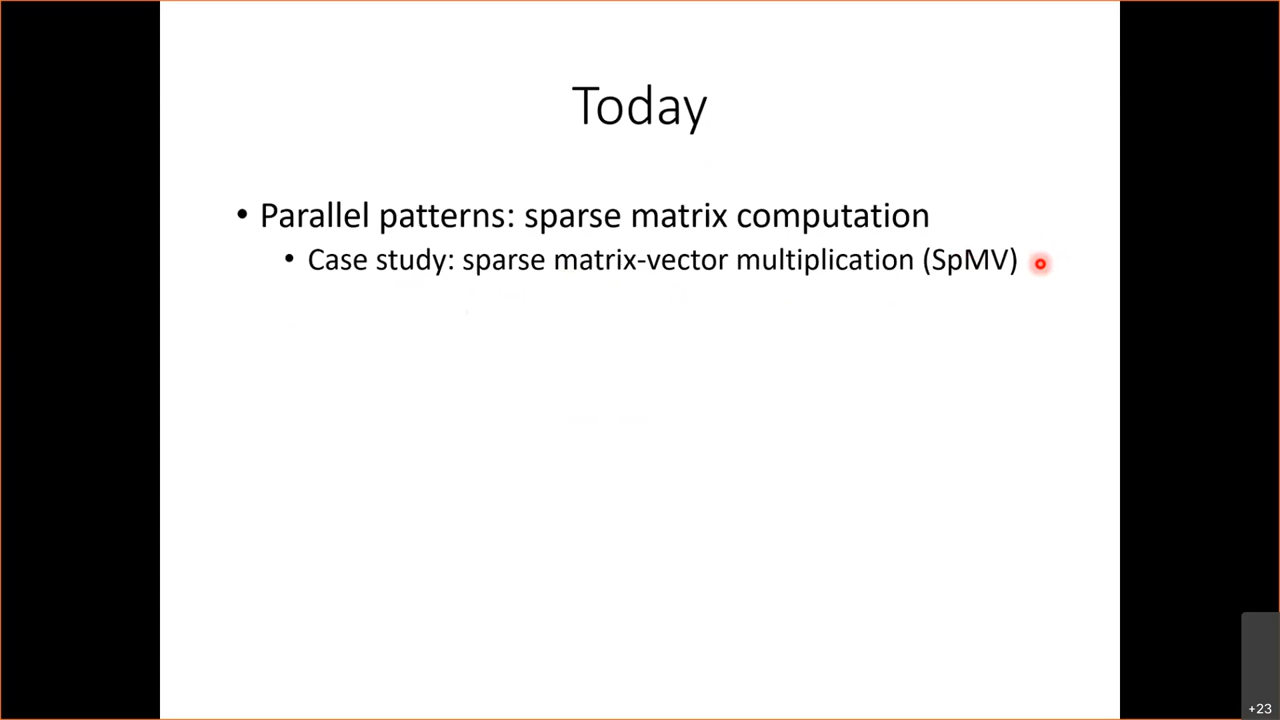 Today
• Parallel patterns: sparse matrix computation
• Case study: sparse matrix-vector multiplication (SpMV)
+23